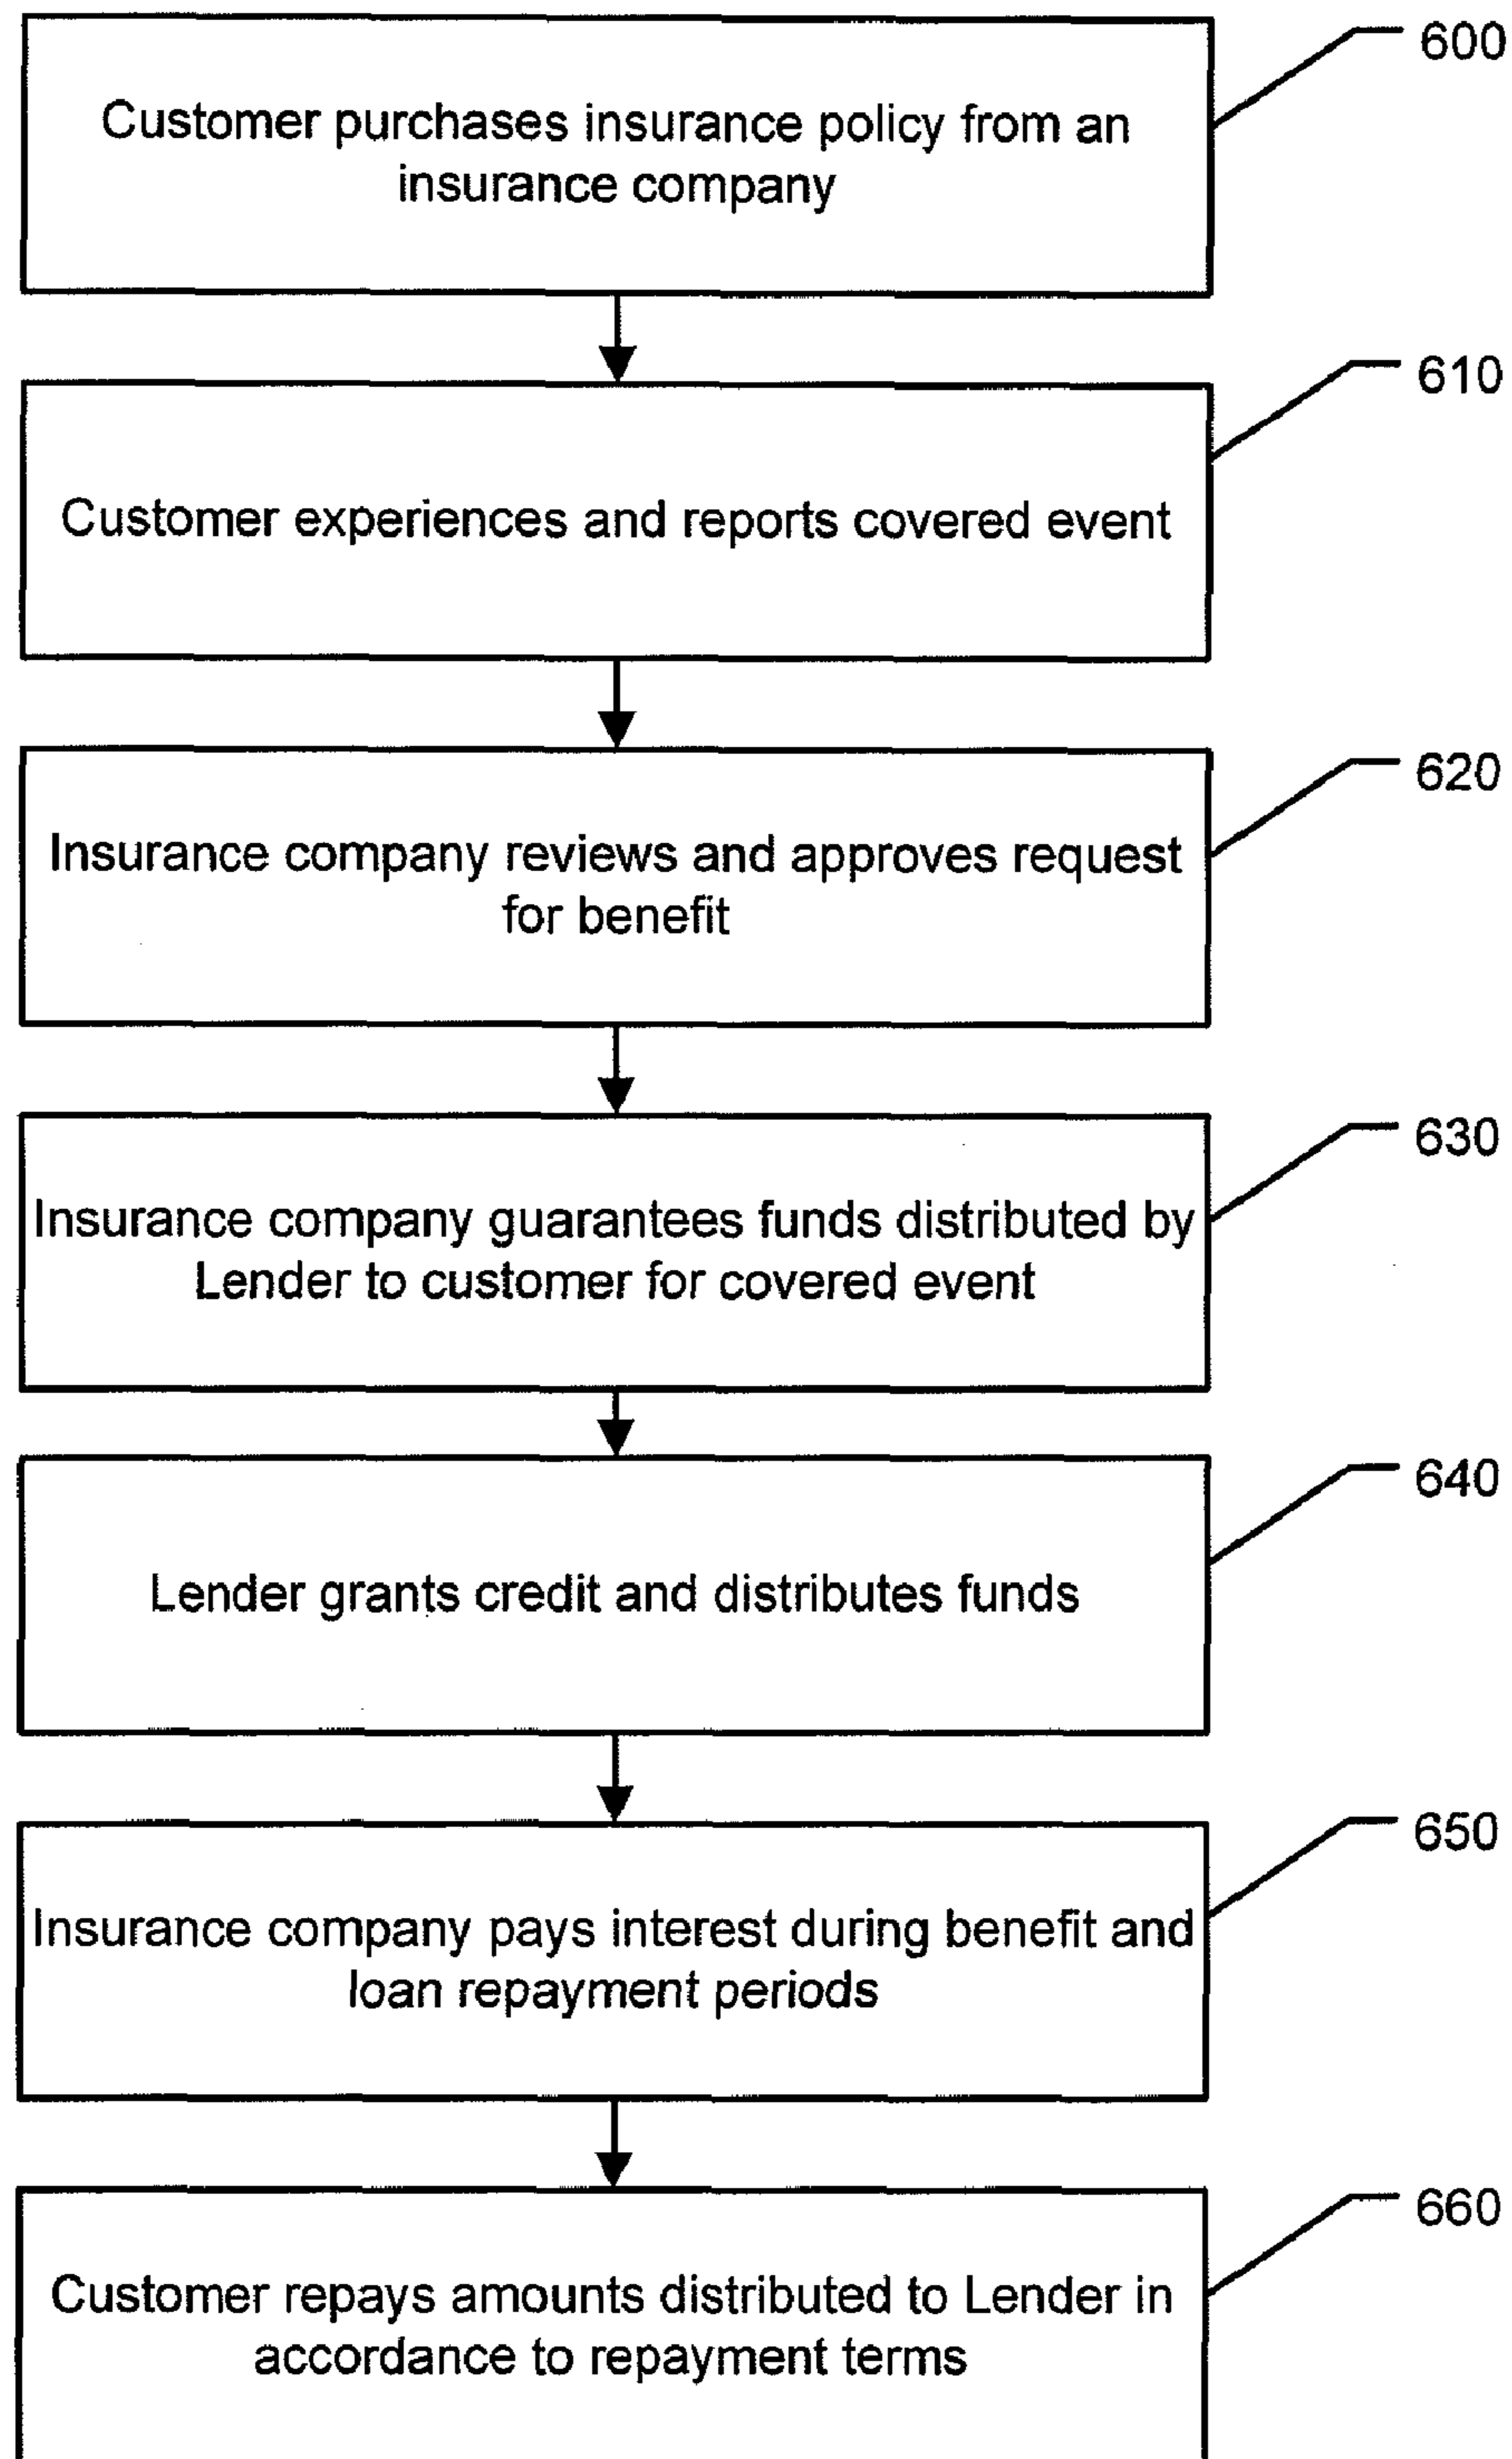 600
Customer purchases insurance policy from an
insurance company
610
Customer experiences and reports covered event
620
Insurance company reviews and approves request
for benefit
630
Insurance company guarantees funds distributed by
Lender to customer for covered event
640
Lender grants credit and distributes funds
650
Insurance company pays interest during benefit and
loan repayment periods
660
Customer repays amounts distributed to Lender in
accordance to repayment terms